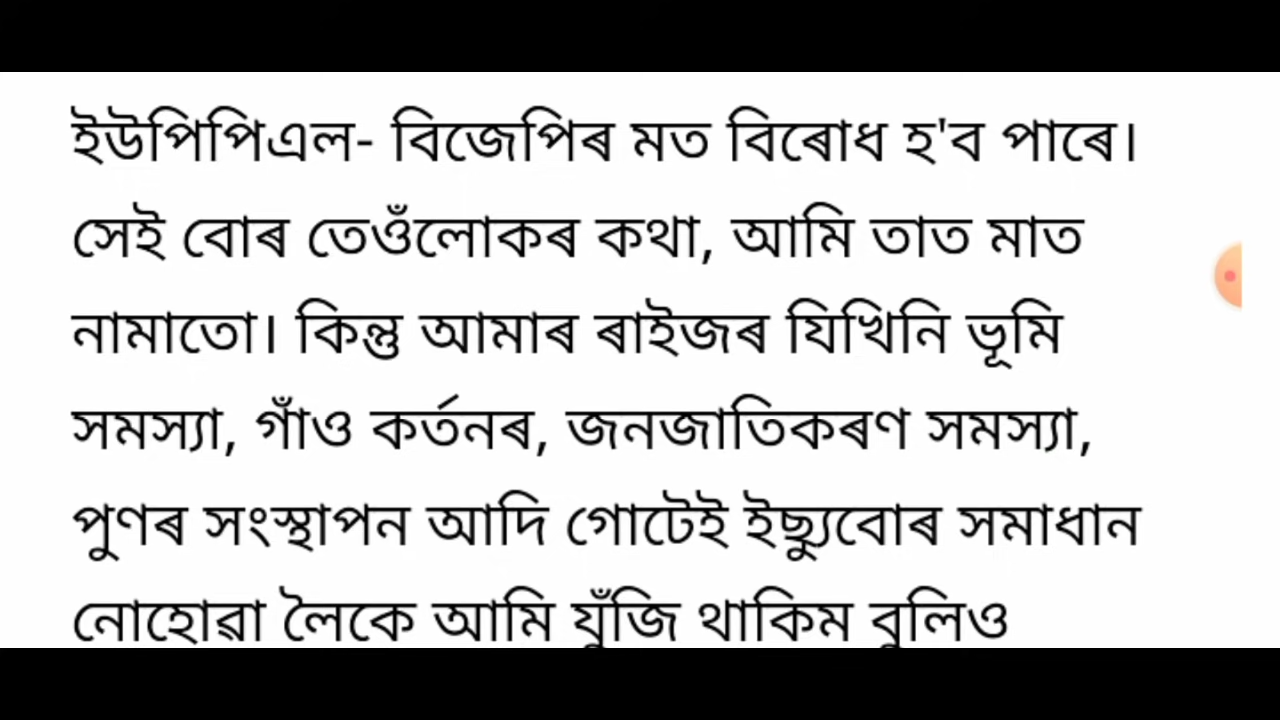 ইউপিপিএল- বিজেপিৰ মত বিৰোধ হ'ব পাৰে।
সেই বোৰ তেওঁলোকৰ কথা, আমি তাত মাত
নামাতো। কিন্তু আমাৰ ৰাইজৰ যিখিনি ভূমি
সমস্যা, গাঁও কৰ্তনৰ, জনজাতিকৰণ সমস্যা,
পুণৰ সংস্থাপন আদি গোটেই ইছ্যুবোৰ সমাধান
নোহোৱা লৈকে আমি যুঁজি থাকিম বুলিও